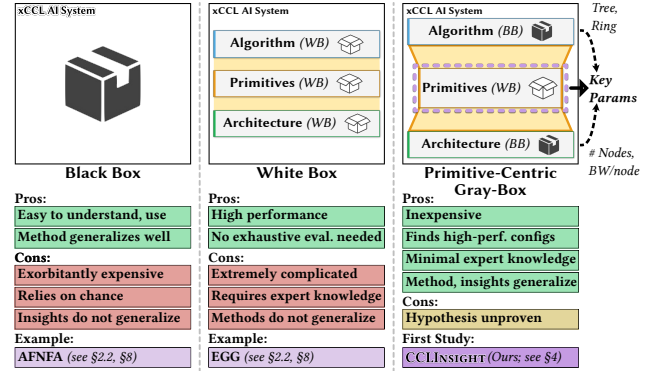 xCCL AI System
Black Box
Pros:
Easy to understand, use
Method generalizes well
Cons:
Exorbitantly expensive
Relies on chance
Insights do not generalize
Example:
AFNFA (see §2.2, §8)
xCCL AI System
Algorithm (WB)
Primitives (WB)
Architecture (WB)
White Box
Pros:
High performance
No exhaustive eval. needed
Cons:
Extremely complicated
Requires expert knowledge
Methods do not generalize
Example:
EGG (see §2.2, §8)
xCCL AI System
Algorithm (BB)
Primitives (WB)
Architecture (BB)
Tree,
Ring
Key
Params
# Nodes,
BW/node
Primitive-Centric
Gray-Box
Pros:
Inexpensive
Finds high-perf. configs
Minimal expert knowledge
Method, insights generalize
Cons:
Hypothesis unproven
First Study:
CCLInsight (Ours; see §4)